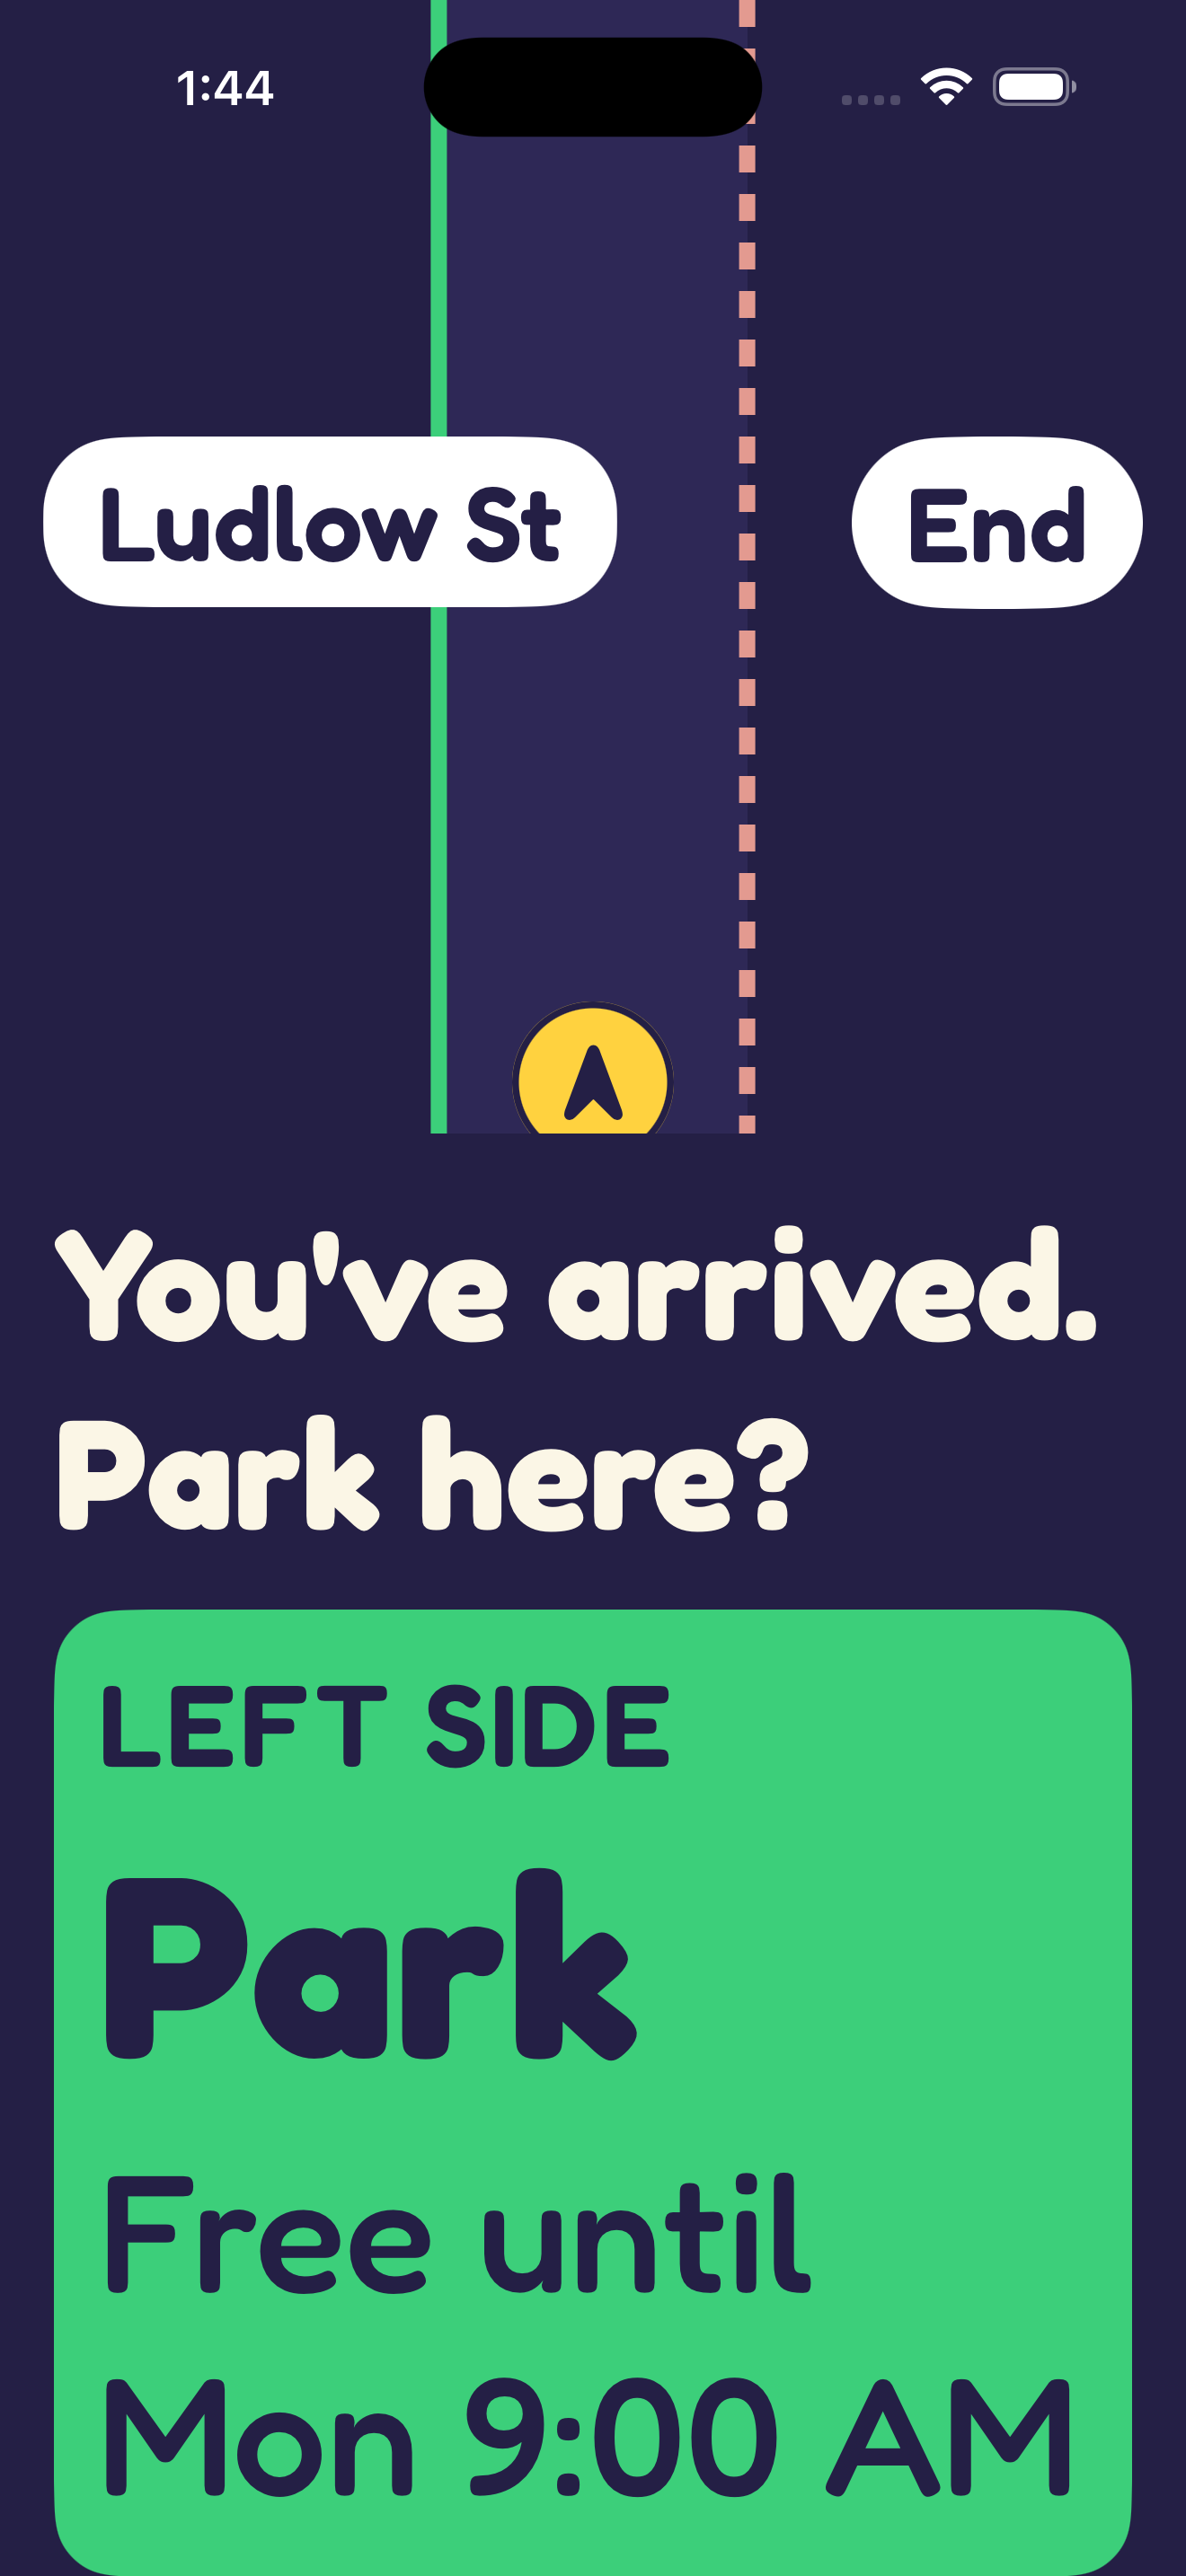 1:44
Ludlow St
End
You've arrived.
Park here?
LEFT SIDE
Park
Free until
Mon 9:00 AM